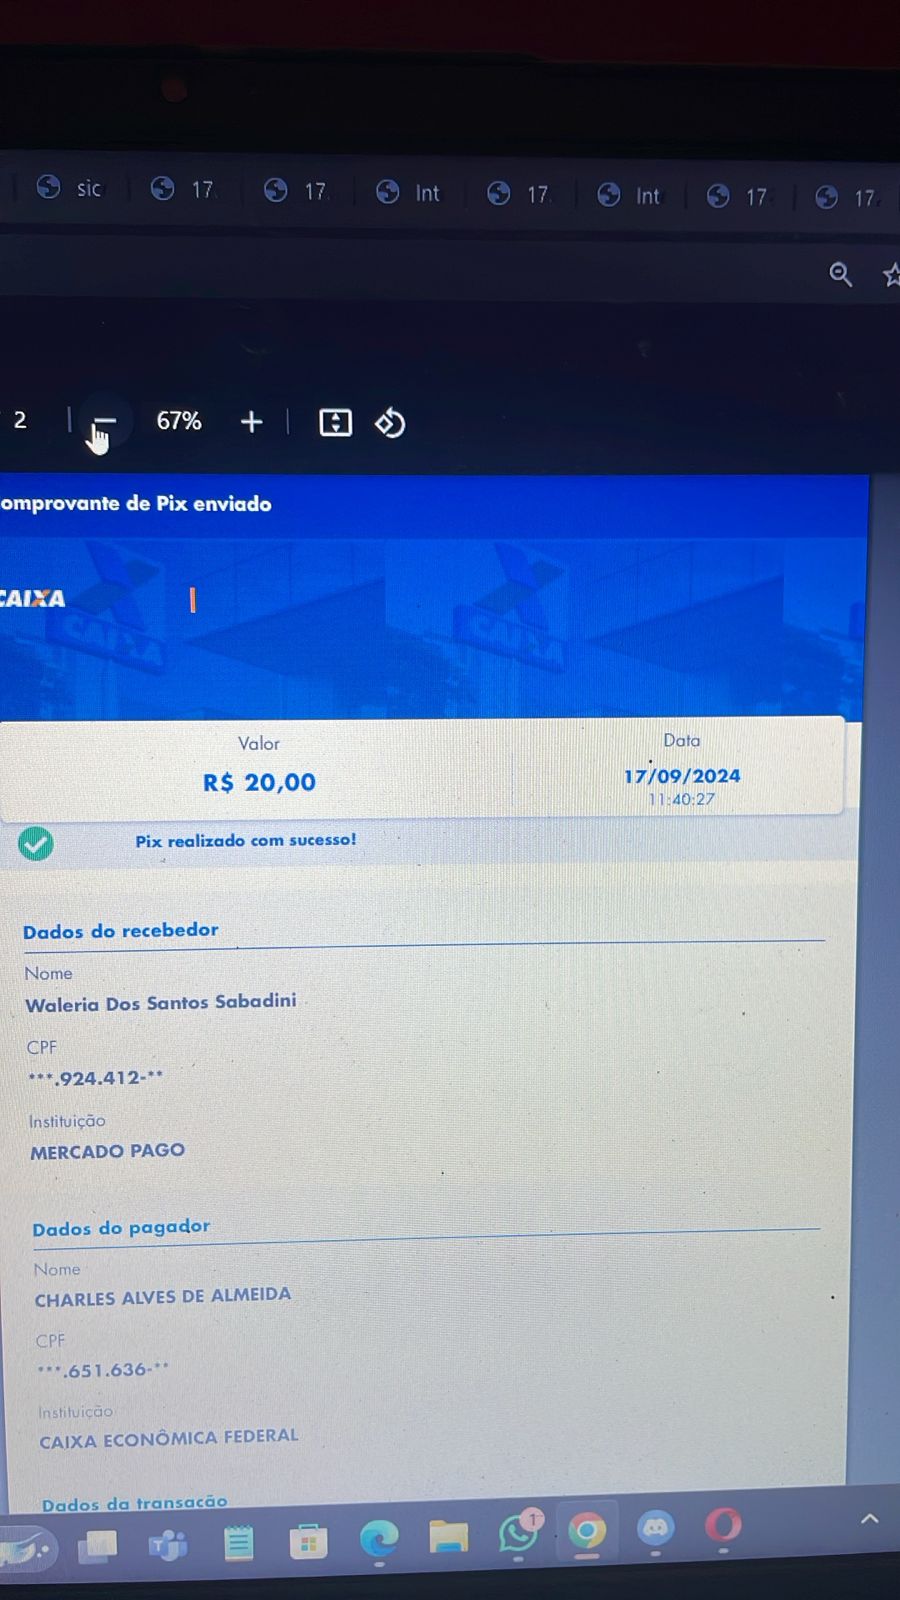 sic 17. 17. Int 17. Int 17. 17.
2 67%
omprovante de Pix enviado
CAIXA
CAIXA CAIXA
Valor Data
R$ 20,00 17/09/2024
11:40:27
Pix realizado com sucesso!
Dados do recebedor
Nome
Waleria Dos Santos Sabadini
CPF
***.924.412-**
Instituição
MERCADO PAGO
Dados do pagador
Nome
CHARLES ALVES DE ALMEIDA
CPF
***.651.636-**
Instituição
CAIXA ECONÔMICA FEDERAL
Dados da transação
1